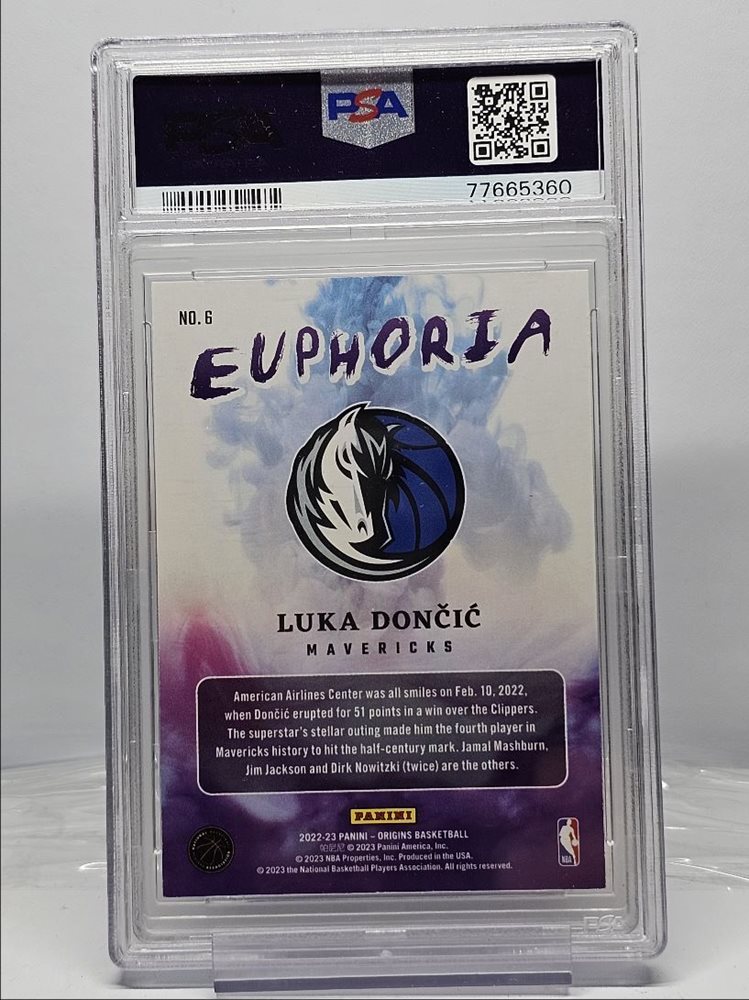 PSA
77665360
NO. 6
EUPHORIA
LUKA DONČIĆ
MAVERICKS
American Airlines Center was all smiles on Feb. 10, 2022,
when Dončić erupted for 51 points in a win over the Clippers.
The superstar's stellar outing made him the fourth player in
Mavericks history to hit the half-century mark. Jamal Mashburn,
Jim Jackson and Dirk Nowitzki (twice) are the others.
PANINI
2022-23 PANINI – ORIGINS BASKETBALL
© 2023 Panini America, Inc.
© 2023 NBA Properties, Inc. Produced in the USA.
© 2023 the National Basketball Players Association. All rights reserved.
NBA
PSA